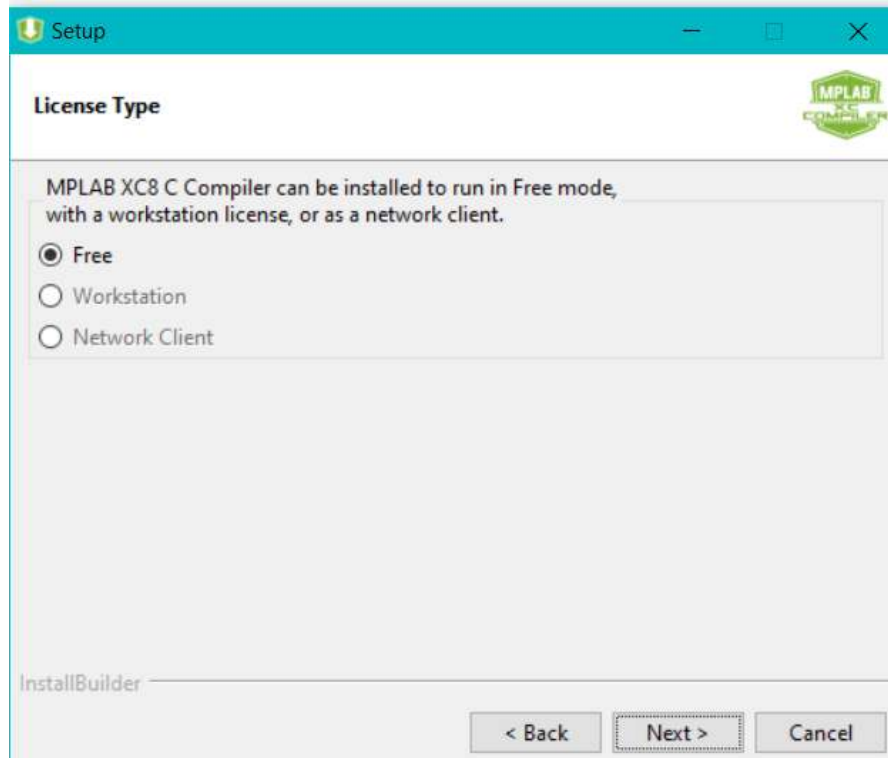 Setup
License Type
MPLAB
XC
COMPILER
MPLAB XC8 C Compiler can be installed to run in Free mode,
with a workstation license, or as a network client.
Free
Workstation
Network Client
InstallBuilder
< Back
Next >
Cancel